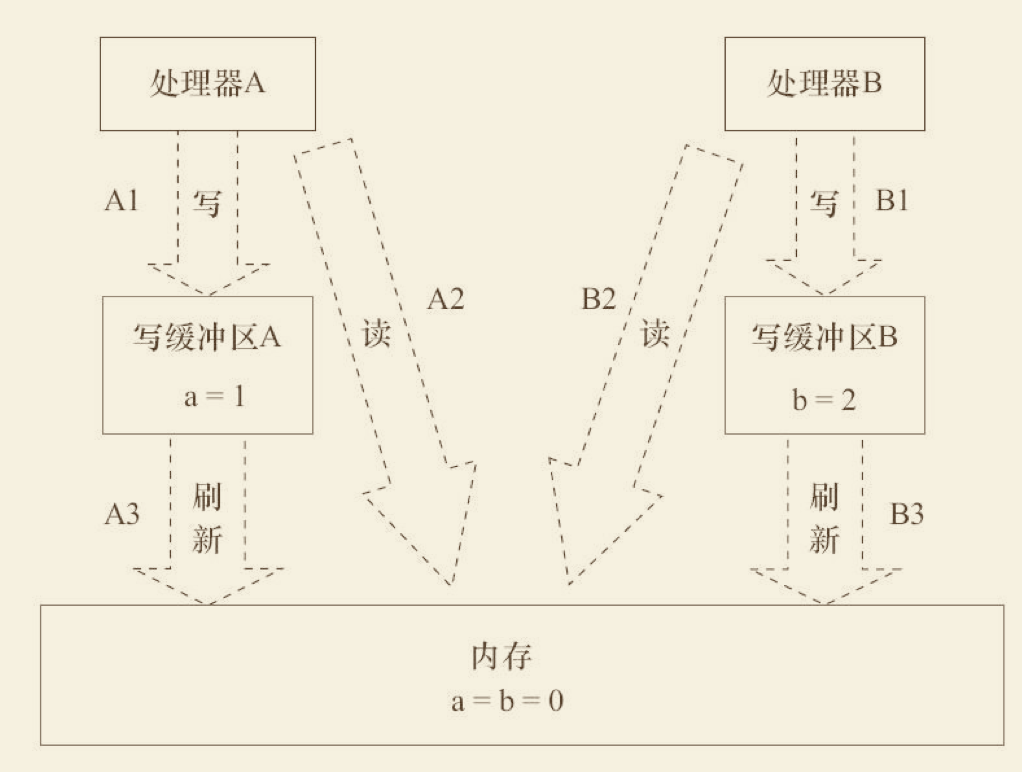 处理器A
处理器B
A1
写
写
B1
A2
B2
读
读
写缓冲区A
a = 1
写缓冲区B
b = 2
A3
刷
新
刷
新
B3
内存
a = b = 0